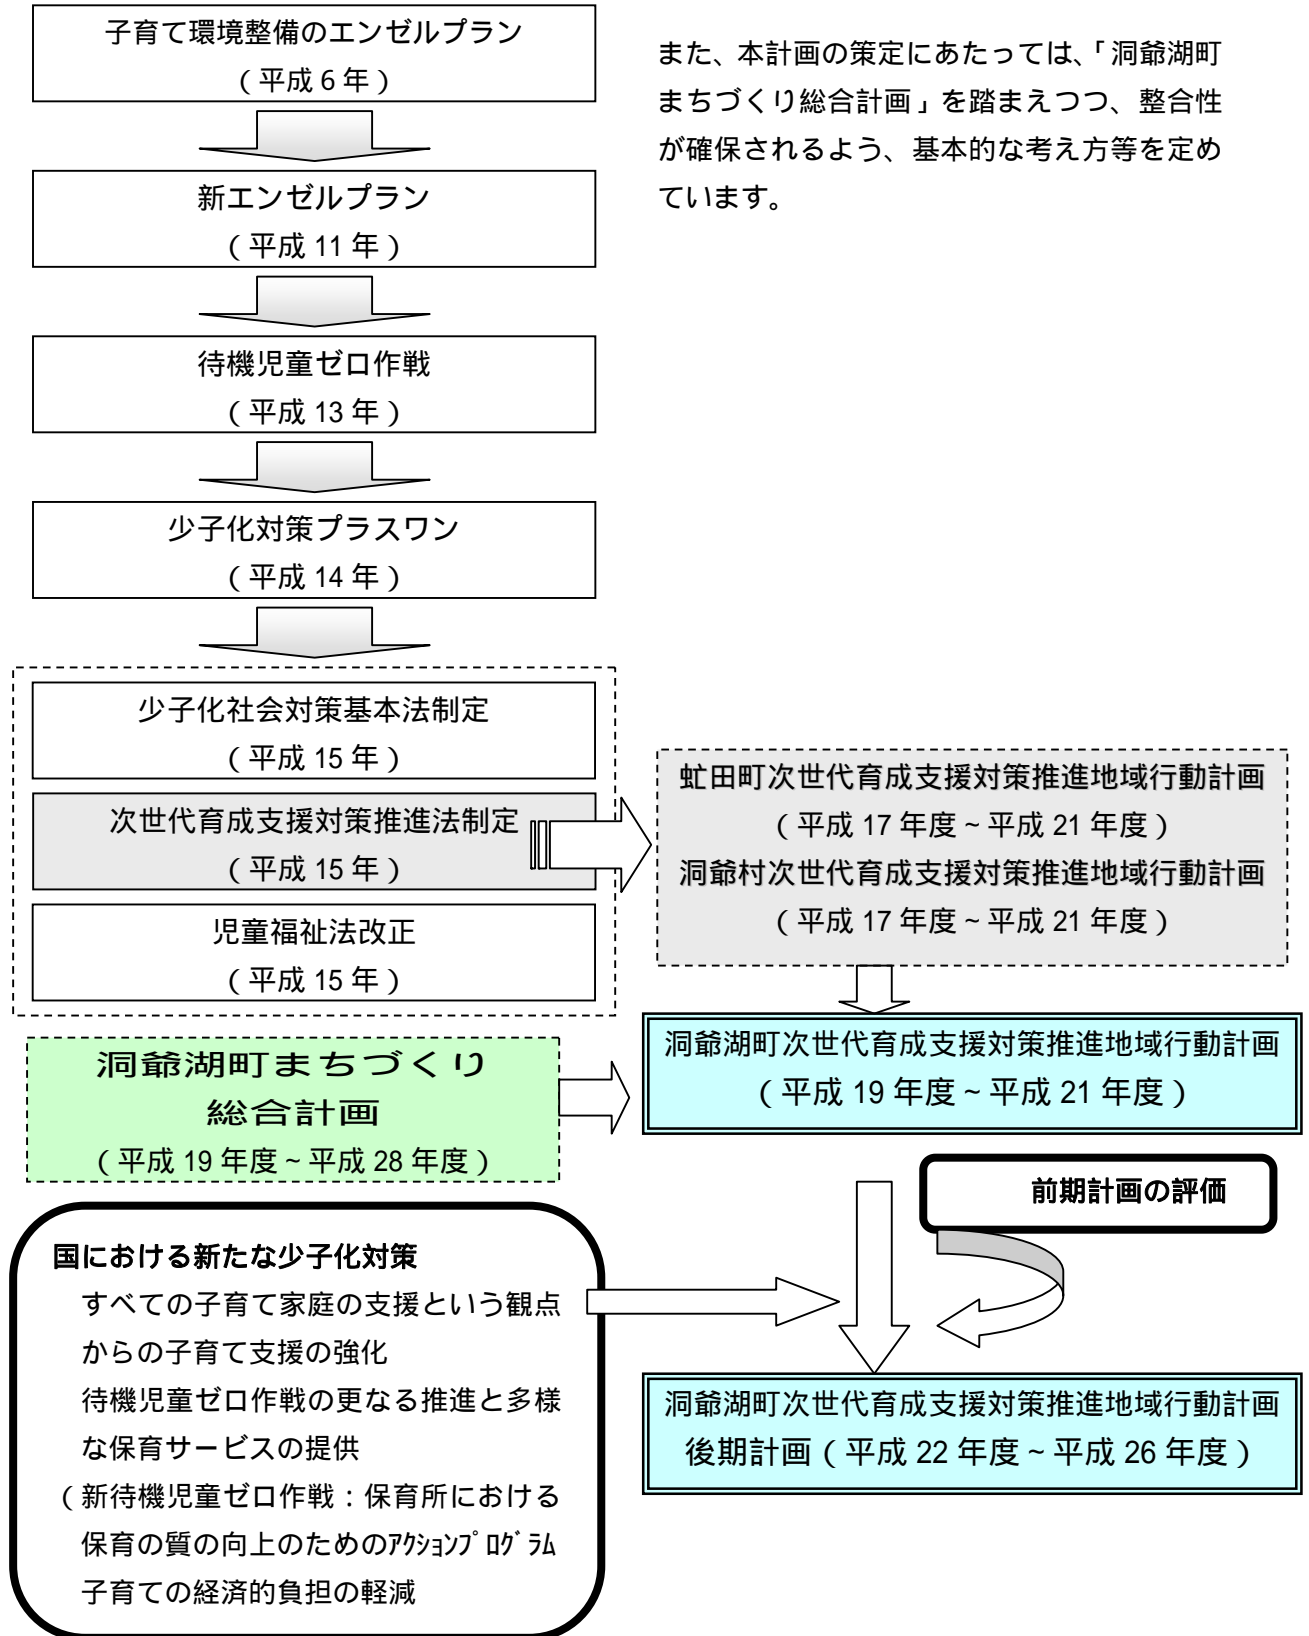 子育て環境整備のエンゼルプラン
（平成６年）
また、本計画の策定にあたっては、「洞爺湖町
まちづくり総合計画」を踏まえつつ、整合性
が確保されるよう、基本的な考え方等を定め
ています。
新エンゼルプラン
（平成 11 年）
待機児童ゼロ作戦
（平成 13 年）
少子化対策プラスワン
（平成 14 年）
少子化社会対策基本法制定
（平成 15 年）
次世代育成支援対策推進法制定
（平成 15 年）
児童福祉法改正
（平成 15 年）
虻田町次世代育成支援対策推進地域行動計画
（平成 17 年度～平成 21 年度）
洞爺村次世代育成支援対策推進地域行動計画
（平成 17 年度～平成 21 年度）
洞爺湖町まちづくり
総合計画
（平成 19 年度～平成 28 年度）
洞爺湖町次世代育成支援対策推進地域行動計画
（平成 19 年度～平成 21 年度）
前期計画の評価
国における新たな少子化対策
すべての子育て家庭の支援という観点
からの子育て支援の強化
待機児童ゼロ作戦の更なる推進と多様
な保育サービスの提供
（新待機児童ゼロ作戦：保育所における
保育の質の向上のためのｱｸｼｮﾝﾌﾟﾛｸﾞﾗﾑ
子育ての経済的負担の軽減
洞爺湖町次世代育成支援対策推進地域行動計画
後期計画（平成 22 年度～平成 26 年度）